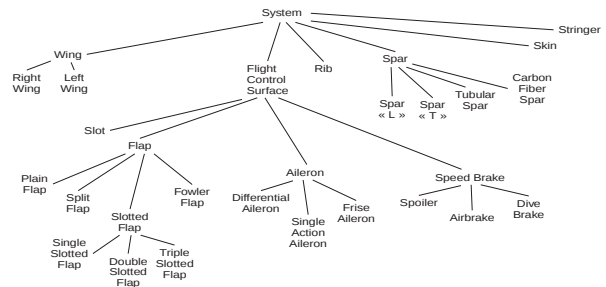 System
Stringer
Skin
Wing
Flight
Control
Surface
Rib
Spar
Right
Wing
Left
Wing
Spar
« L »
Spar
« T »
Tubular
Spar
Carbon
Fiber
Spar
Slot
Flap
Aileron
Speed Brake
Plain
Flap
Split
Flap
Slotted
Flap
Fowler
Flap
Differential
Aileron
Single
Action
Aileron
Frise
Aileron
Spoiler
Airbrake
Dive
Brake
Single
Slotted
Flap
Double
Slotted
Flap
Triple
Slotted
Flap